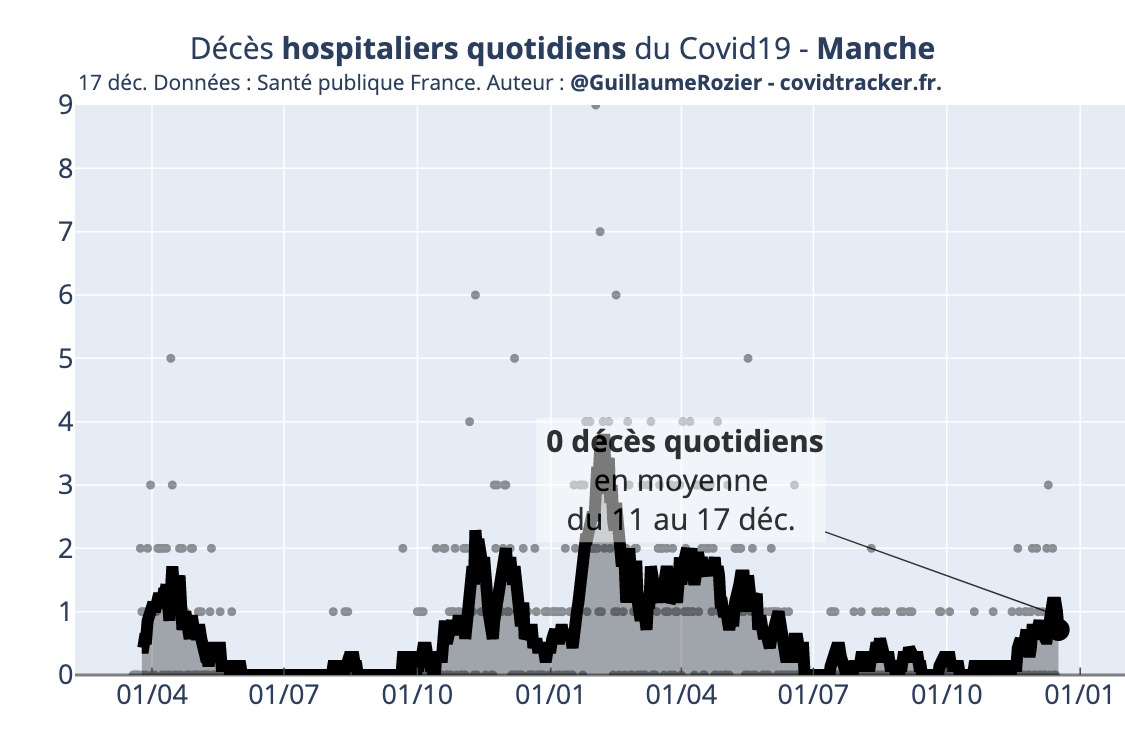 Décès hospitaliers quotidiens du Covid19 - Manche
17 déc. Données : Santé publique France. Auteur : @GuillaumeRozier - covidtracker.fr.
9
8
7
6
5
4
3
2
1
0
0 décès quotidiens
en moyenne
du 11 au 17 déc.
01/04 01/07 01/10 01/01 01/04 01/07 01/10 01/01